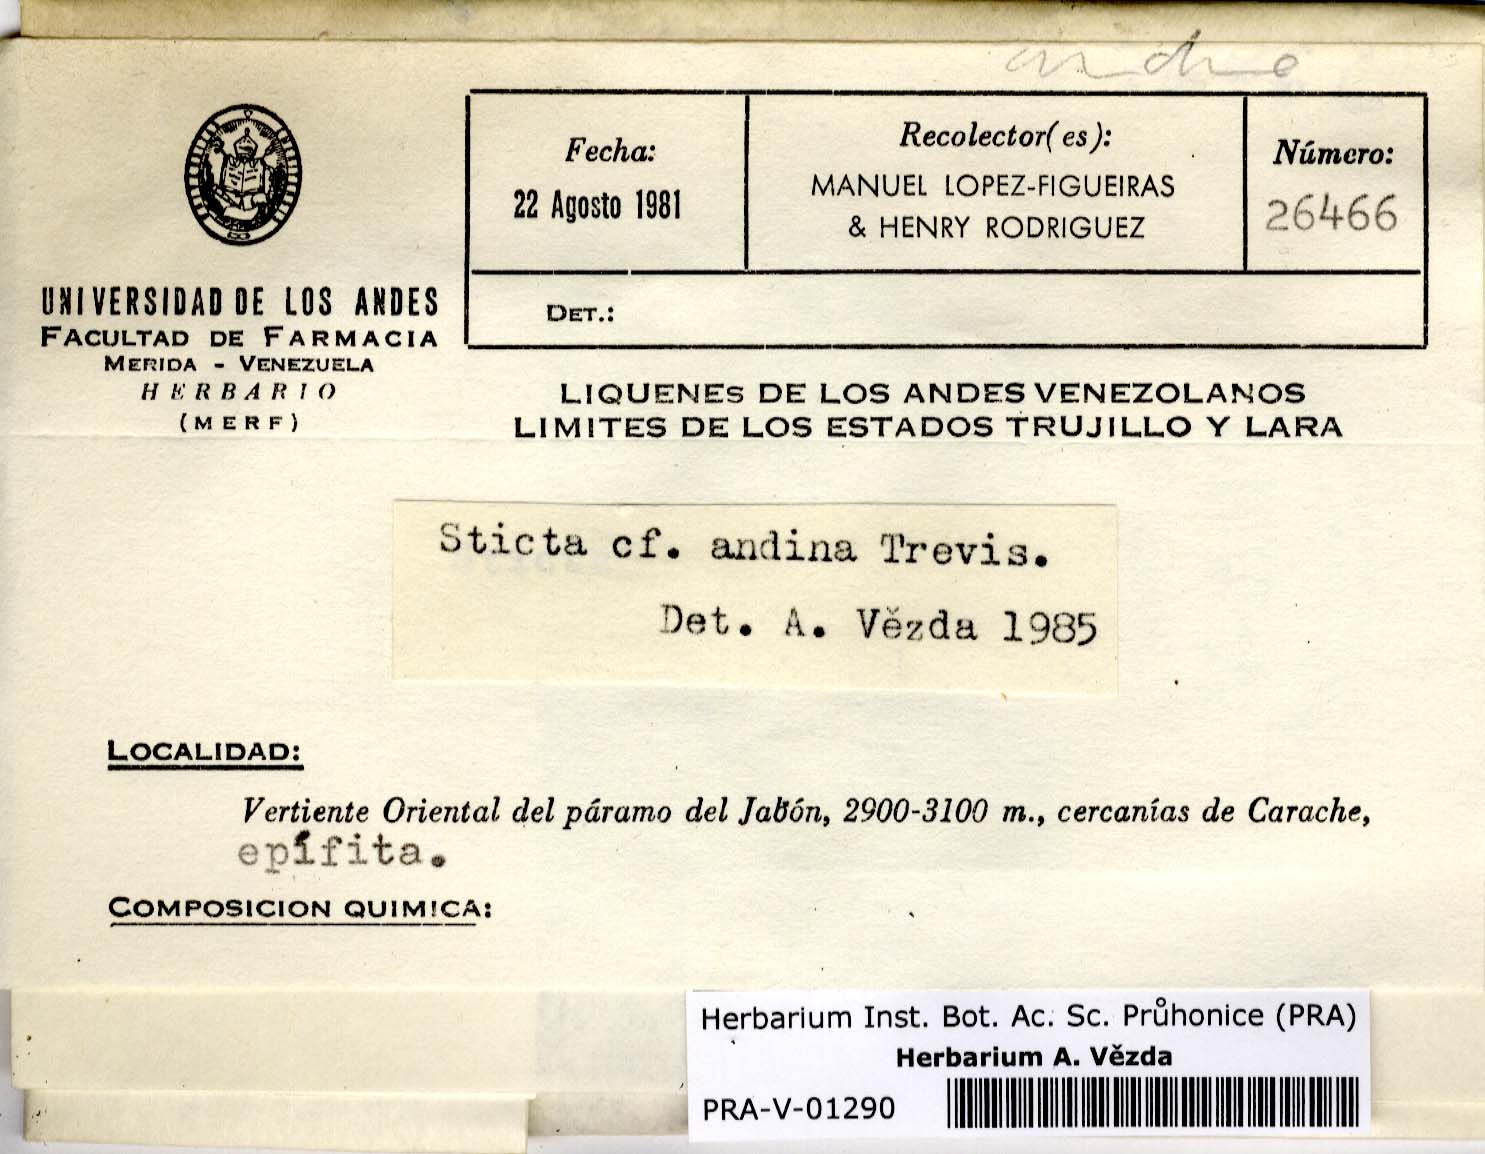 Fecha:
22 Agosto 1981
Recolector(es):
MANUEL LOPEZ-FIGUEIRAS
& HENRY RODRIGUEZ
Número:
26466
DET.:
UNIVERSIDAD DE LOS ANDES
FACULTAD DE FARMACIA
MERIDA - VENEZUELA
HERBARIO
(MERF)
LIQUENES DE LOS ANDES VENEZOLANOS
LIMITES DE LOS ESTADOS TRUJILLO Y LARA
Sticta cf. andina Trevis.
Det. A. Vězda 1985
LOCALIDAD:
Vertiente Oriental del páramo del Jabón, 2900-3100 m., cercanías de Carache,
epífita.
COMPOSICION QUIMICA:
Herbarium Inst. Bot. Ac. Sc. Průhonice (PRA)
Herbarium A. Vězda
PRA-V-01290